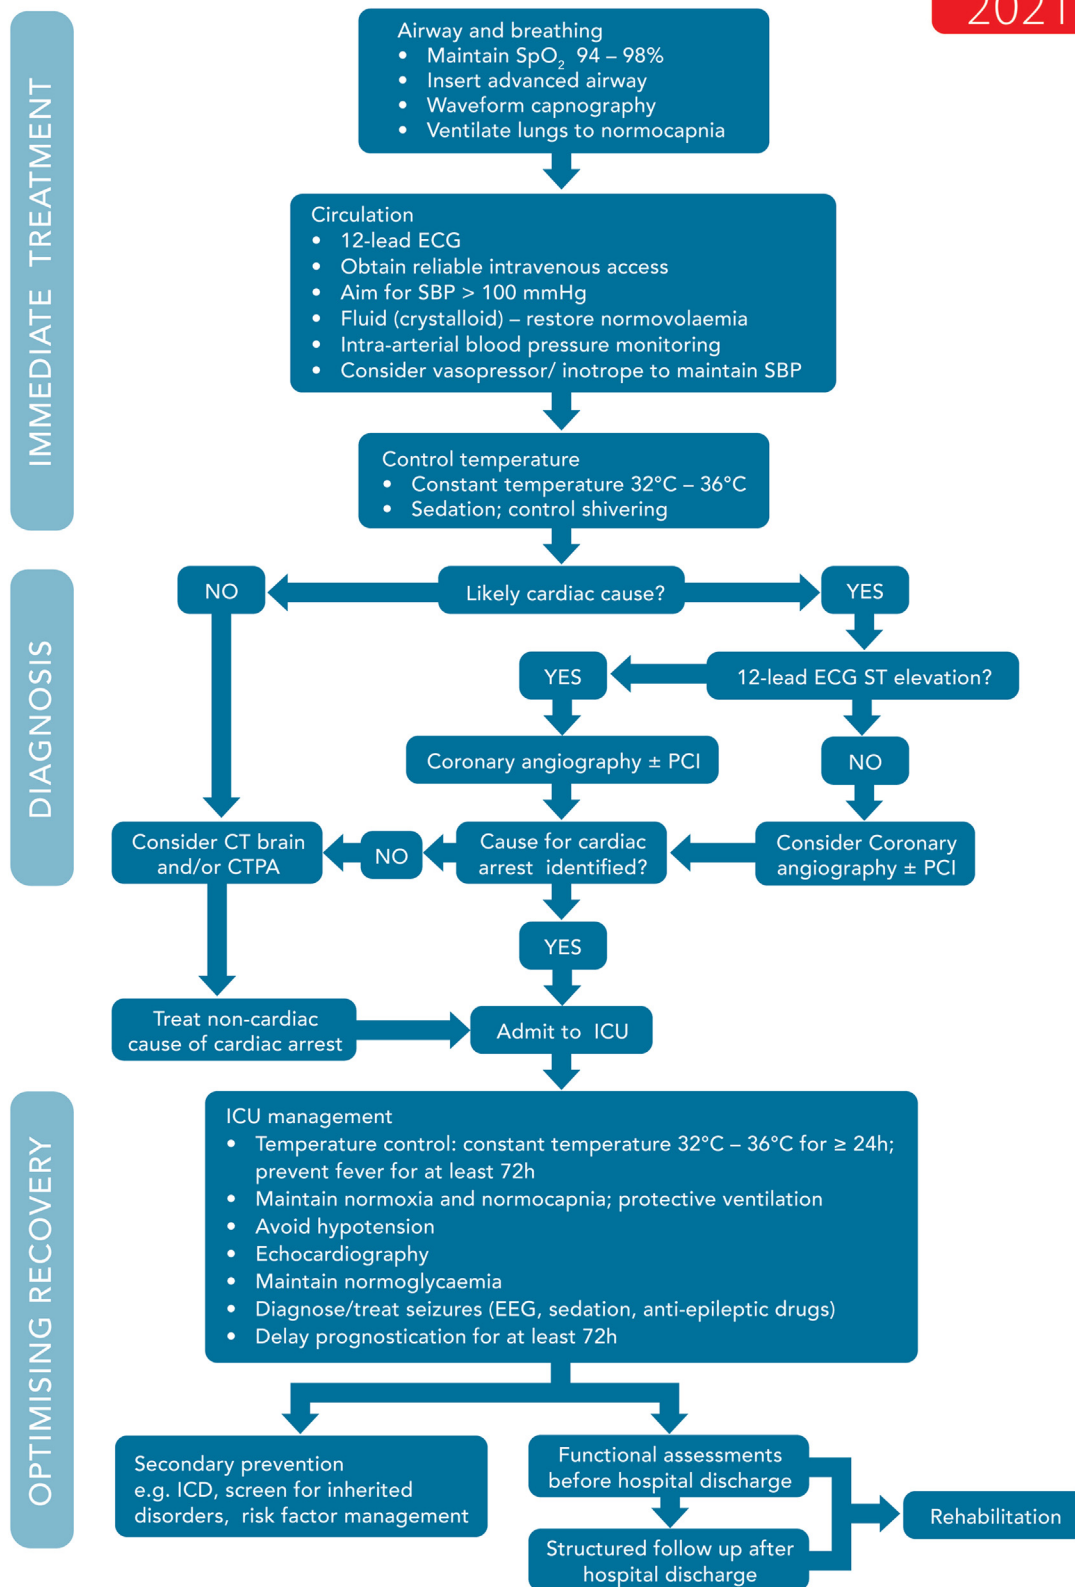 2021
IMMEDIATE TREATMENT
Airway and breathing
• Maintain SpO₂ 94 – 98%
• Insert advanced airway
• Waveform capnography
• Ventilate lungs to normocapnia
Circulation
• 12-lead ECG
• Obtain reliable intravenous access
• Aim for SBP > 100 mmHg
• Fluid (crystalloid) – restore normovolaemia
• Intra-arterial blood pressure monitoring
• Consider vasopressor/ inotrope to maintain SBP
Control temperature
• Constant temperature 32°C – 36°C
• Sedation; control shivering
DIAGNOSIS
NO
Likely cardiac cause?
YES
YES
12-lead ECG ST elevation?
Coronary angiography ± PCI
NO
Consider CT brain
and/or CTPA
NO
Cause for cardiac
arrest identified?
Consider Coronary
angiography ± PCI
YES
Treat non-cardiac
cause of cardiac arrest
Admit to ICU
OPTIMISING RECOVERY
ICU management
• Temperature control: constant temperature 32°C – 36°C for ≥ 24h;
prevent fever for at least 72h
• Maintain normoxia and normocapnia; protective ventilation
• Avoid hypotension
• Echocardiography
• Maintain normoglycaemia
• Diagnose/treat seizures (EEG, sedation, anti-epileptic drugs)
• Delay prognostication for at least 72h
Secondary prevention
e.g. ICD, screen for inherited
disorders, risk factor management
Functional assessments
before hospital discharge
Structured follow up after
hospital discharge
Rehabilitation